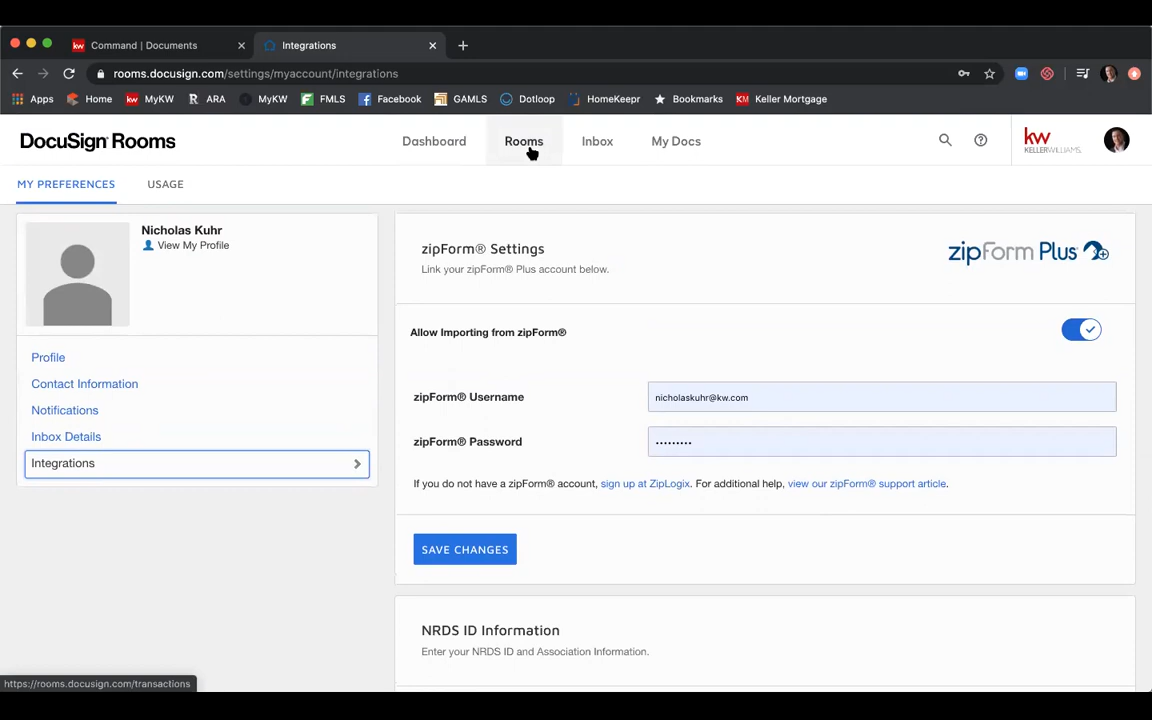 kw Command | Documents
Integrations
rooms.docusign.com/settings/myaccount/integrations
Apps Home kw MyKW R ARA MyKW FMLS Facebook GAMLS Dotloop HomeKeepr Bookmarks KM Keller Mortgage
DocuSign Rooms
Dashboard Rooms Inbox My Docs
kw
KELLERWILLIAMS.
MY PREFERENCES USAGE
Nicholas Kuhr
View My Profile
Profile
Contact Information
Notifications
Inbox Details
Integrations
zipForm® Settings
Link your zipForm® Plus account below.
zipForm Plus
Allow Importing from zipForm®
zipForm® Username
nicholaskuhr@kw.com
zipForm® Password
•••••••••
If you do not have a zipForm® account, sign up at ZipLogix. For additional help, view our zipForm® support article.
SAVE CHANGES
NRDS ID Information
Enter your NRDS ID and Association Information.
https://rooms.docusign.com/transactions